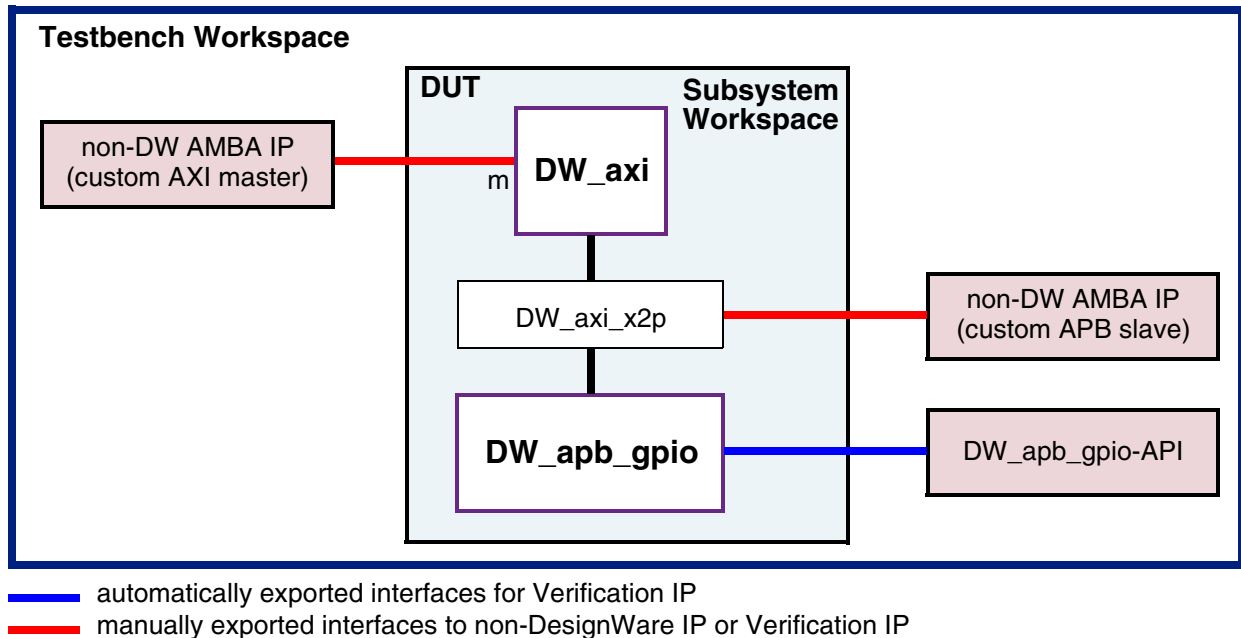 Testbench Workspace
DUT
Subsystem
Workspace
non-DW AMBA IP
(custom AXI master)
m
DW_axi
DW_axi_x2p
non-DW AMBA IP
(custom APB slave)
DW_apb_gpio
DW_apb_gpio-API
automatically exported interfaces for Verification IP
manually exported interfaces to non-DesignWare IP or Verification IP